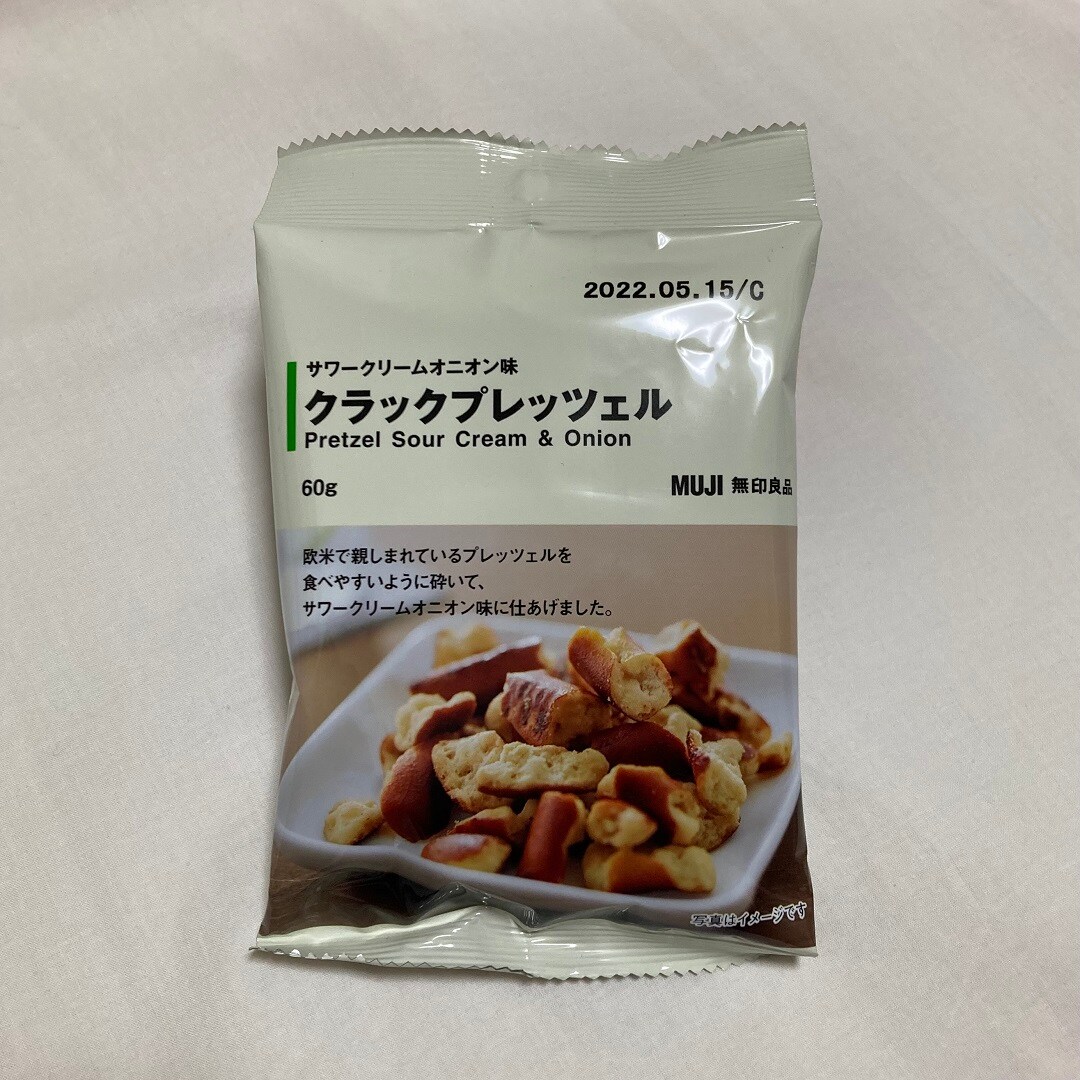 2022.05.15/C
サワークリームオニオン味
クラックプレッツェル
Pretzel Sour Cream & Onion
60g
MUJI 無印良品
欧米で親しまれているプレッツェルを
食べやすいように砕いて、
サワークリームオニオン味に仕あげました。
写真はイメージです